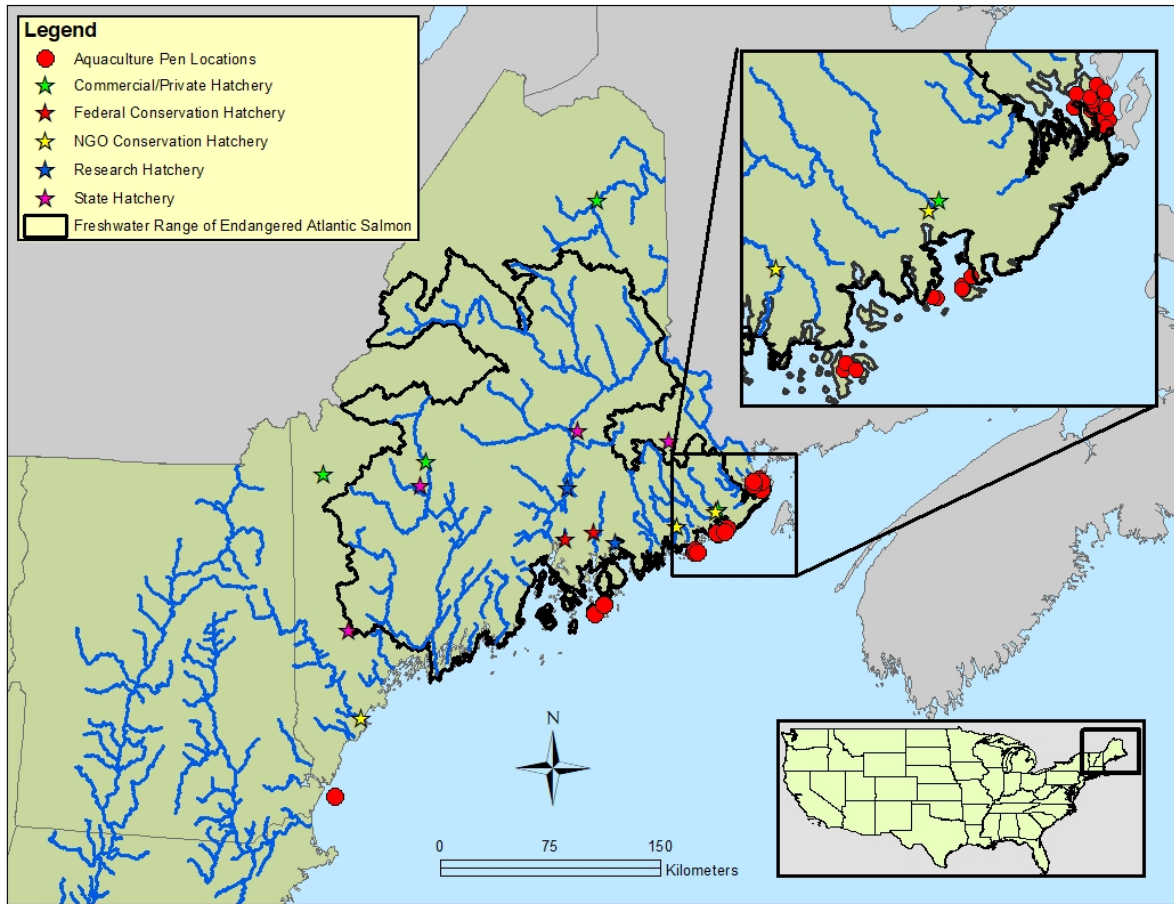 Legend
Aquaculture Pen Locations
Commercial/Private Hatchery
Federal Conservation Hatchery
NGO Conservation Hatchery
Research Hatchery
State Hatchery
Freshwater Range of Endangered Atlantic Salmon
N
0 75 150
Kilometers